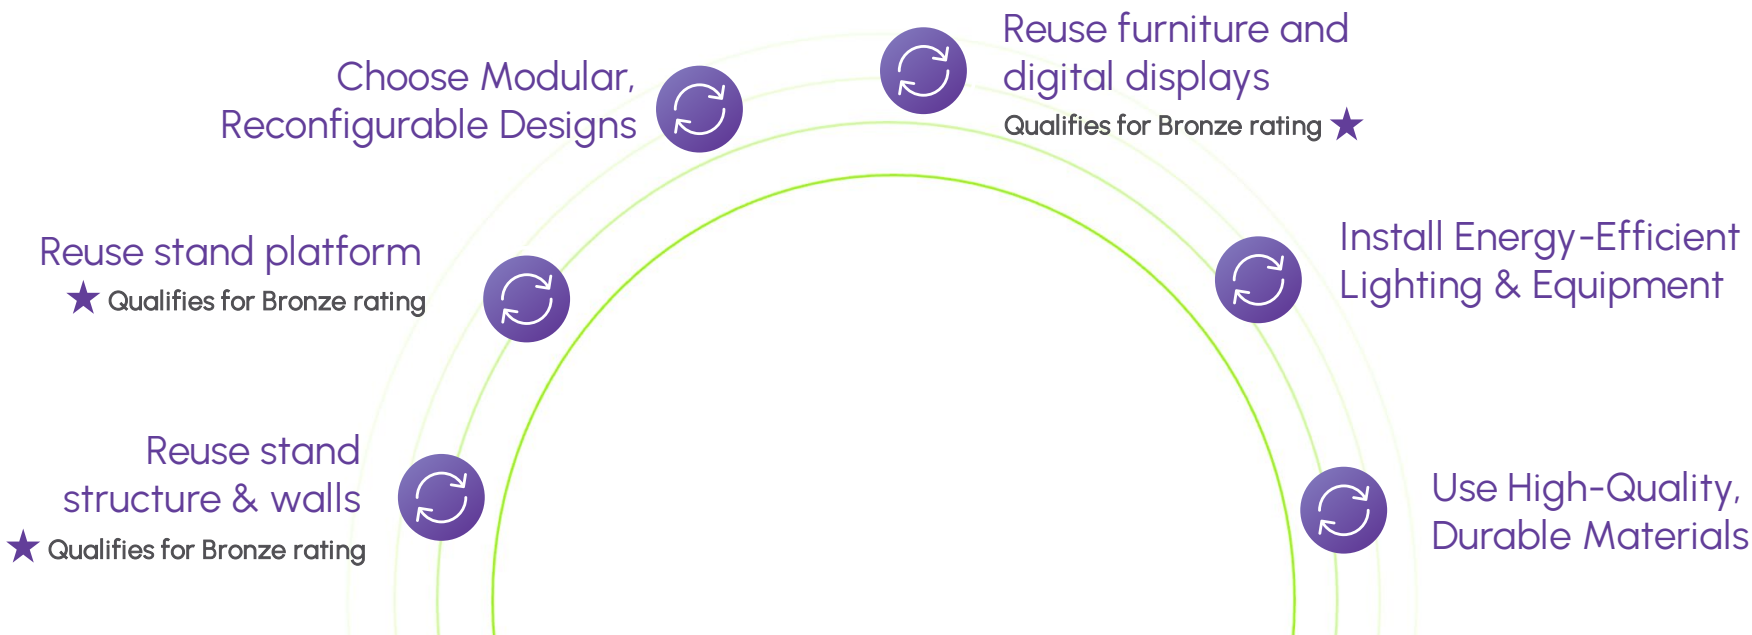 Reuse furniture and
digital displays
Qualifies for Bronze rating
Choose Modular,
Reconfigurable Designs
Reuse stand platform
Qualifies for Bronze rating
Install Energy-Efficient
Lighting & Equipment
Reuse stand
structure & walls
Qualifies for Bronze rating
Use High-Quality,
Durable Materials